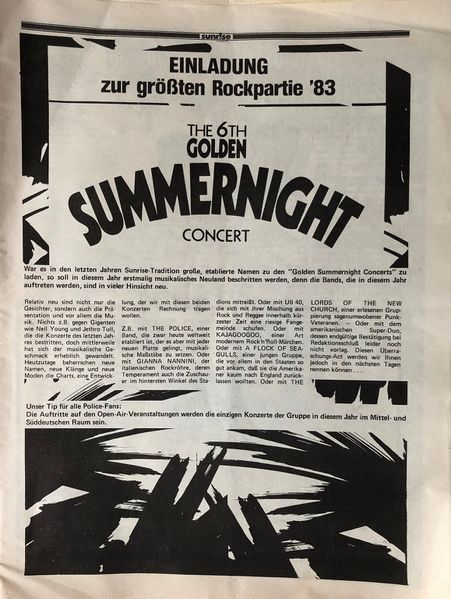 sunrise
EINLADUNG
zur größten Rockpartie '83
THE 6TH
GOLDEN
SUMMERNIGHT
CONCERT
War es in den letzten Jahren Sunrise-Tradition große, etablierte Namen zu den "Golden Summernight Concerts" zu
laden, so soll in diesem Jahr erstmalig musikalisches Neuland beschritten werden, denn die Bands, die in diesem Jahr
auftreten werden, sind in vieler Hinsicht neu.
Relativ neu sind nicht nur die
Gesichter, sondern auch die Prä-
sentation und vor allem die Mu-
sik. Nichts z.B. gegen Giganten
wie Neil Young und Jethro Tull,
die die Konzerte des letzten Jah-
res bestritten, doch mittlerweile
hat sich der musikalische Ge-
schmack erheblich gewandelt.
Heutzutage beherrschen neue
Namen, neue Klänge und neue
Moden die Charts, eine Entwick-
lung, der wir mit diesen beiden
Konzerten Rechnung tragen
wollen.
Z.B. mit THE POLICE, einer
Band, die zwar heute weltweit
etabliert ist, der es aber mit jeder
neuen Platte gelingt, musikali-
sche Maßstäbe zu setzen. Oder
mit GIANNA NANNINI, der
italienischen Rockröhre, deren
Temperament auch die Zuschau-
er im hintersten Winkel des Sta-
dions mitreißt. Oder mit UB 40,
die sich mit ihrer Mischung aus
Rock und Reggae innerhalb kür-
zester Zeit eine riesige Fange-
meinde schufen. Oder mit
KAJAGOOGOO, einer Art
modernem Rock'n'Roll-Märchen.
Oder mit A FLOCK OF SEA-
GULLS, einer jungen Gruppe,
die vor allem in den Staaten so
gut ankam, daß sie die Amerika-
ner kaum nach England zurück-
lassen wollten. Oder mit THE
LORDS OF THE NEW
CHURCH, einer erlesenen Grup-
pierung sagenumwobener Punk-
Veteranen. — Oder mit dem
amerikanischen Super-Duo,
dessen endgültige Bestätigung bei
Redaktionsschluß leider noch
nicht vorlag. Diesen Überra-
schungs-Act werden wir Ihnen
jedoch in den nächsten Tagen
nennen können . . .
Unser Tip für alle Police-Fans:
Die Auftritte auf den Open-Air-Veranstaltungen werden die einzigen Konzerte der Gruppe in diesem Jahr im Mittel- und
Süddeutschen Raum sein.